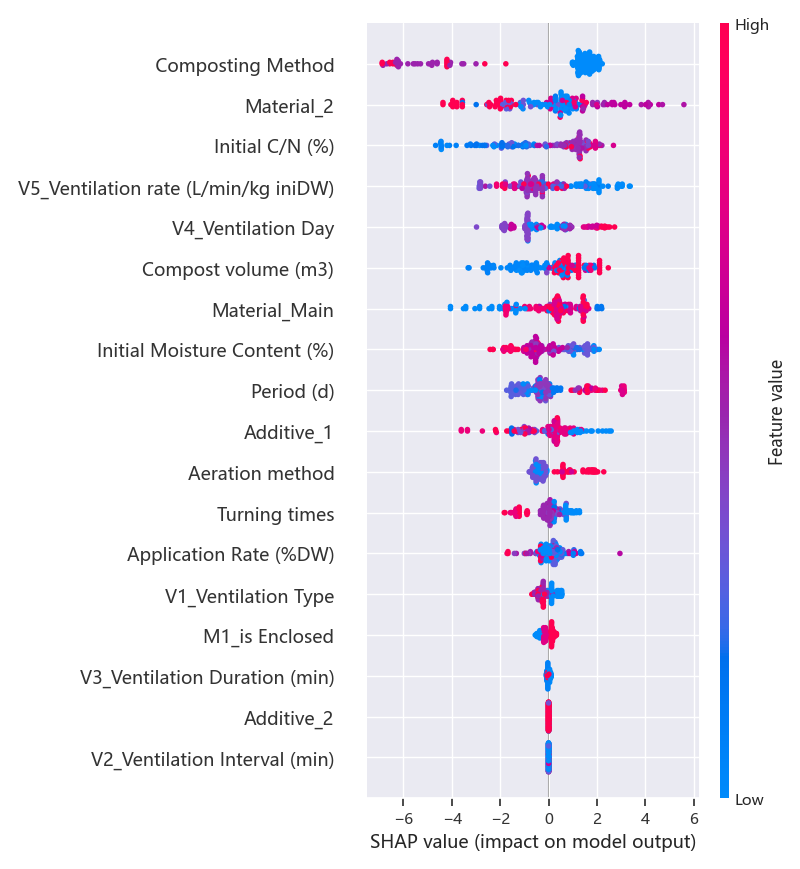 High
Composting Method
Material_2
Initial C/N (%)
V5_Ventilation rate (L/min/kg iniDW)
V4_Ventilation Day
Compost volume (m3)
Material_Main
Initial Moisture Content (%)
Period (d)
Additive_1
Aeration method
Turning times
Application Rate (%DW)
V1_Ventilation Type
M1_is Enclosed
V3_Ventilation Duration (min)
Additive_2
V2_Ventilation Interval (min)
Feature value
Low
−6 −4 −2 0 2 4 6
SHAP value (impact on model output)